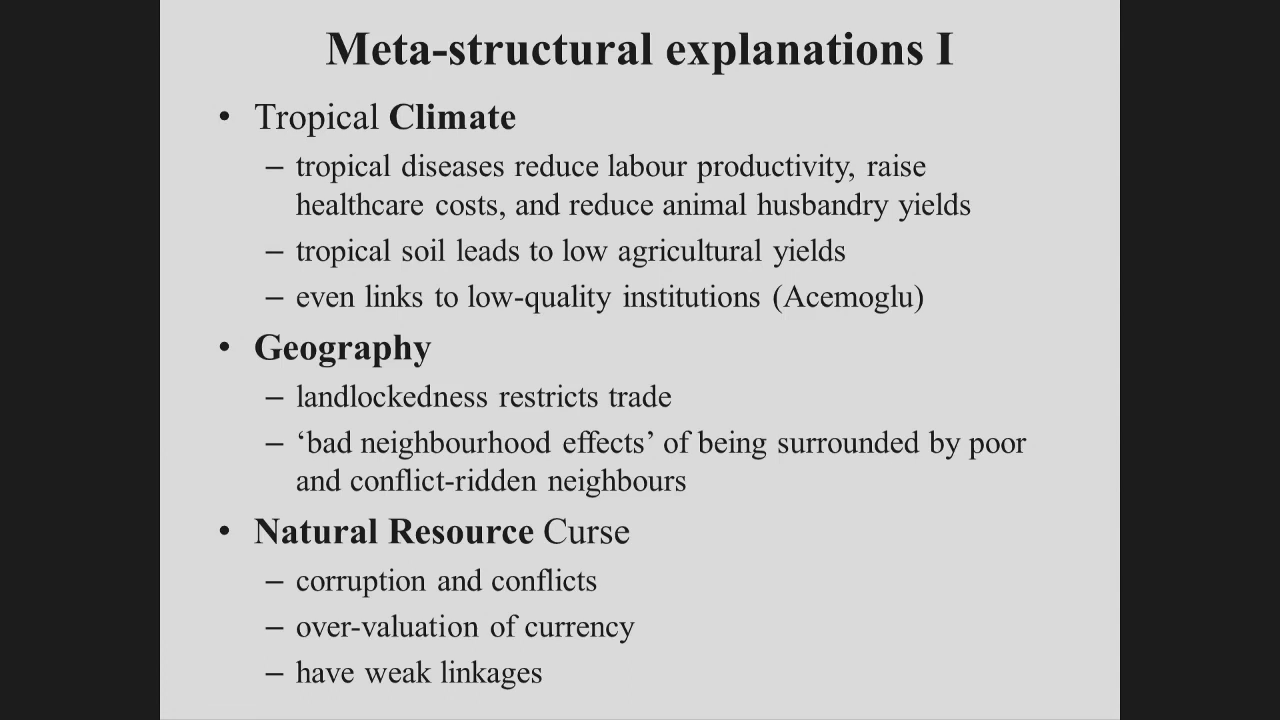 Meta-structural explanations I
• Tropical Climate
– tropical diseases reduce labour productivity, raise
healthcare costs, and reduce animal husbandry yields
– tropical soil leads to low agricultural yields
– even links to low-quality institutions (Acemoglu)
• Geography
– landlockedness restricts trade
– ‘bad neighbourhood effects’ of being surrounded by poor
and conflict-ridden neighbours
• Natural Resource Curse
– corruption and conflicts
– over-valuation of currency
– have weak linkages